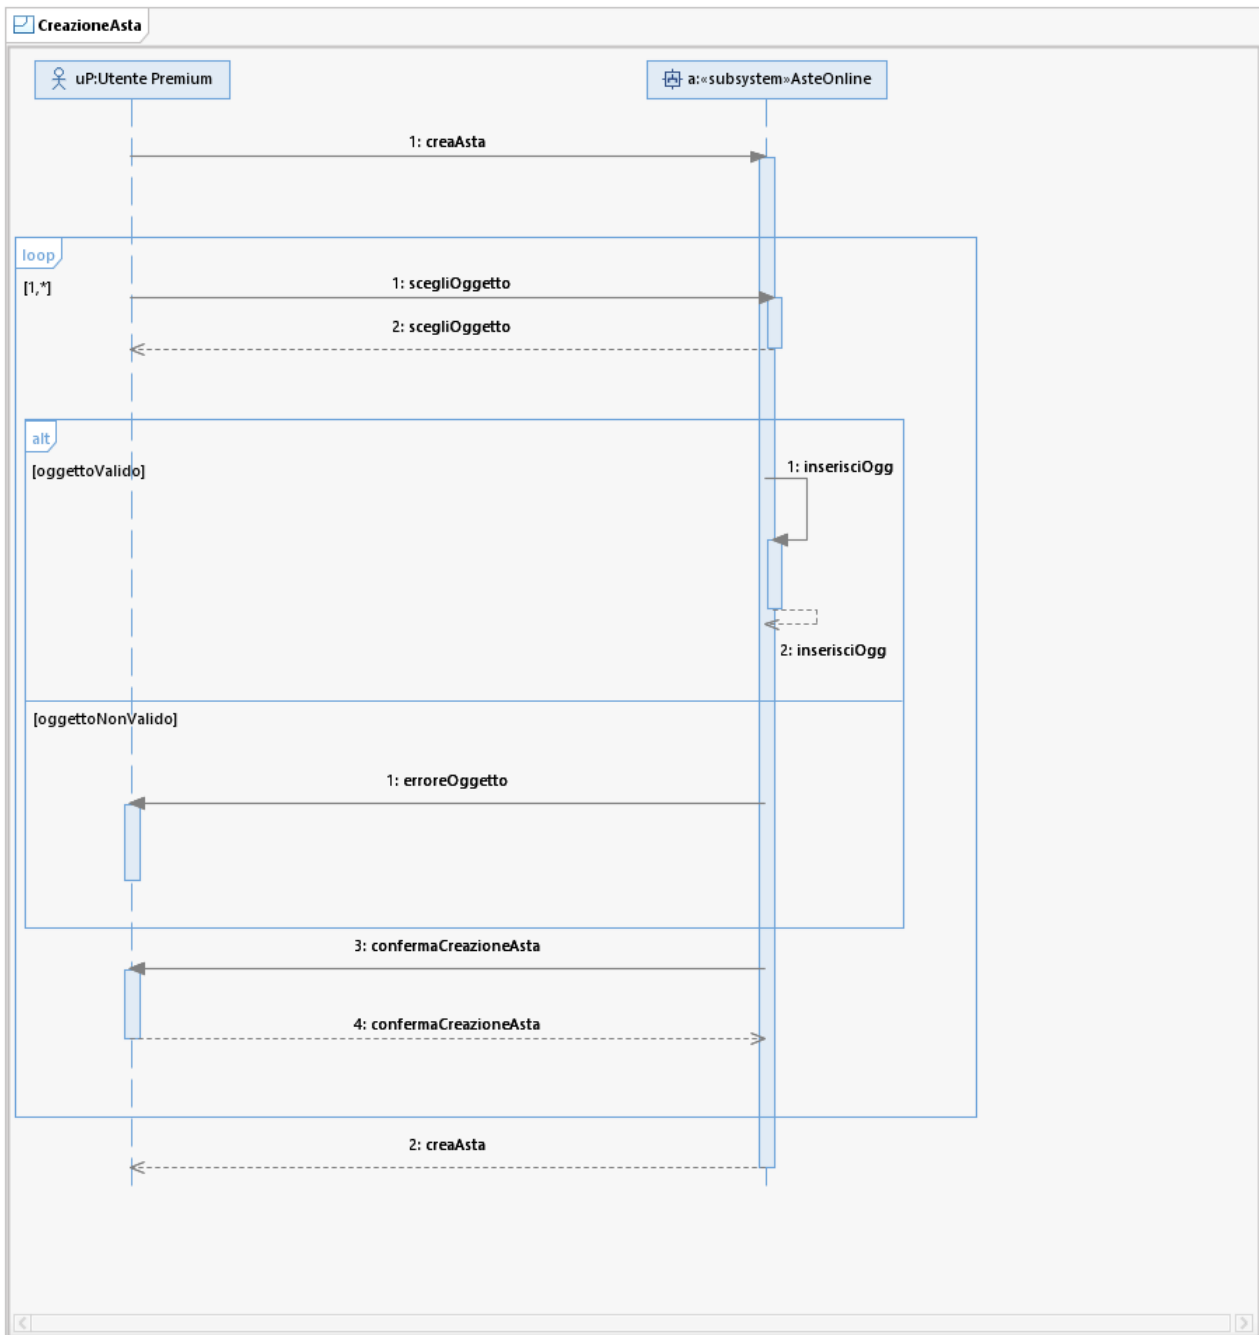 CreazioneAsta
uP:Utente Premium
a:«subsystem»AsteOnline
1: creaAsta
loop
[1,*]
1: scegliOggetto
2: scegliOggetto
alt
[oggettoValido]
1: inserisciOgg
2: inserisciOgg
[oggettoNonValido]
1: erroreOggetto
3: confermaCreazioneAsta
4: confermaCreazioneAsta
2: creaAsta